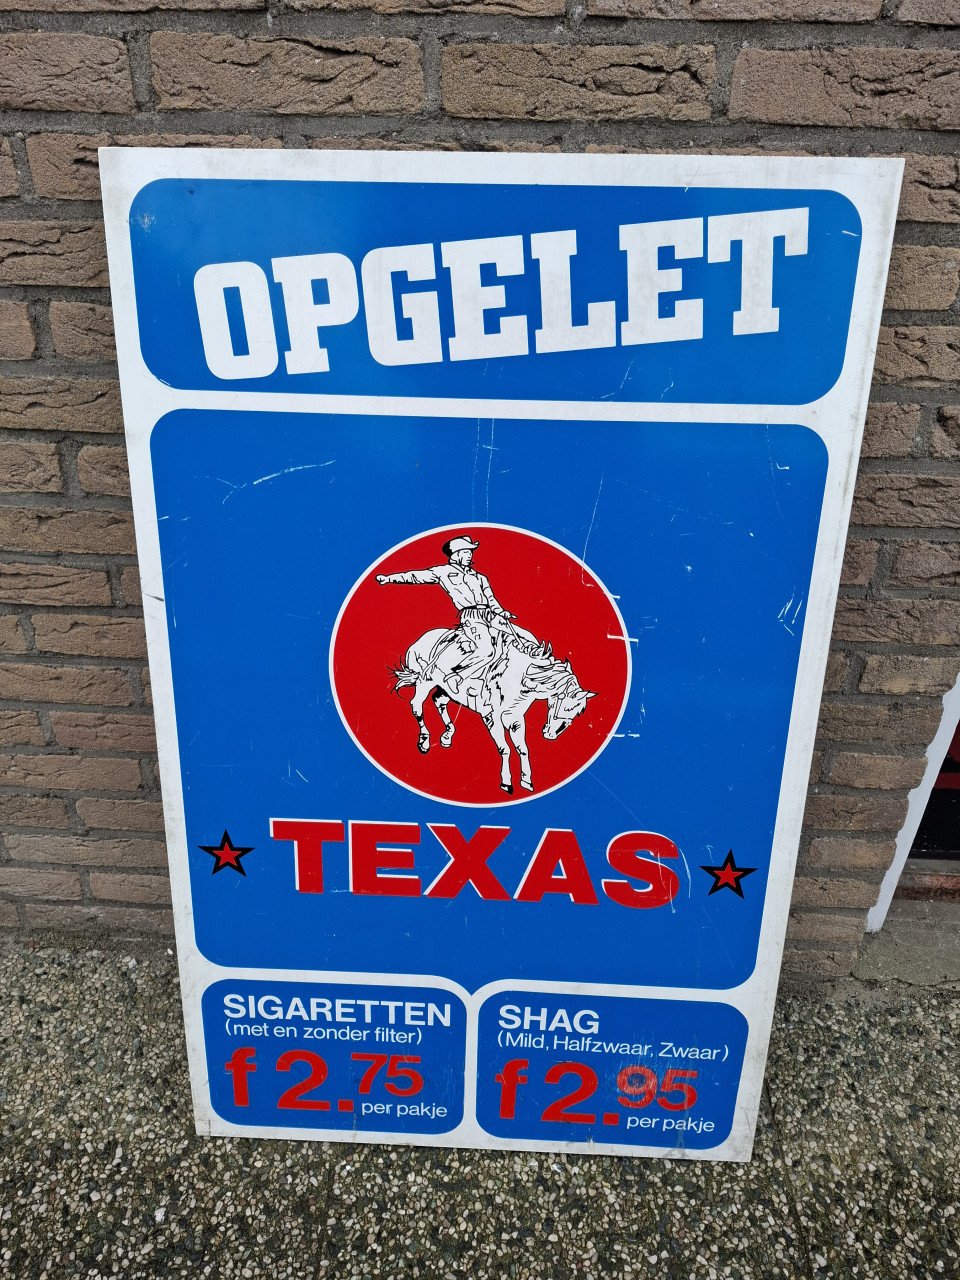 OPGELET
TEXAS
SIGARETTEN
(met en zonder filter)
f 2.75
per pakje
SHAG
(Mild, Halfzwaar, Zwaar)
f 2.95
per pakje